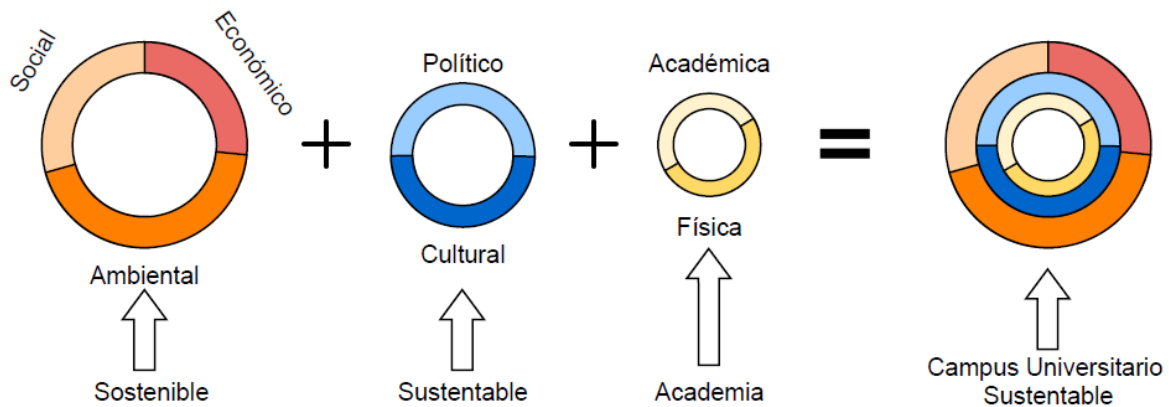 Social
Económico
Ambiental
Sostenible
+
Político
Cultural
Sustentable
+
Académica
Física
Academia
=
Campus Universitario
Sustentable